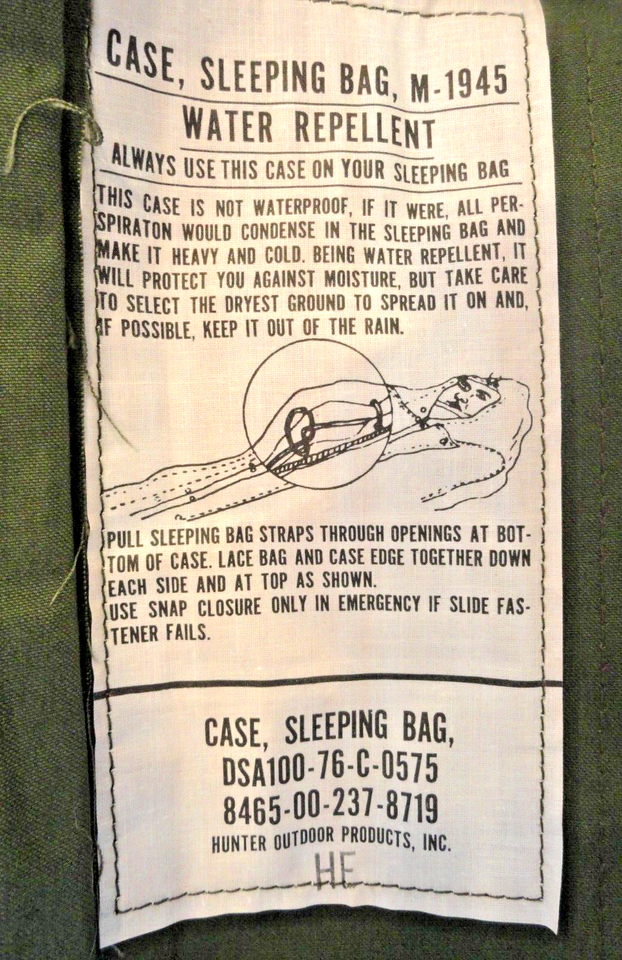 CASE, SLEEPING BAG, M-1945
WATER REPELLENT
ALWAYS USE THIS CASE ON YOUR SLEEPING BAG
THIS CASE IS NOT WATERPROOF, IF IT WERE, ALL PER-
SPIRATON WOULD CONDENSE IN THE SLEEPING BAG AND
MAKE IT HEAVY AND COLD. BEING WATER REPELLENT, IT
WILL PROTECT YOU AGAINST MOISTURE, BUT TAKE CARE
TO SELECT THE DRYEST GROUND TO SPREAD IT ON AND,
IF POSSIBLE, KEEP IT OUT OF THE RAIN.
PULL SLEEPING BAG STRAPS THROUGH OPENINGS AT BOT-
TOM OF CASE. LACE BAG AND CASE EDGE TOGETHER DOWN
EACH SIDE AND AT TOP AS SHOWN.
USE SNAP CLOSURE ONLY IN EMERGENCY IF SLIDE FAS-
TENER FAILS.
CASE, SLEEPING BAG,
DSA100-76-C-0575
8465-00-237-8719
HUNTER OUTDOOR PRODUCTS, INC.